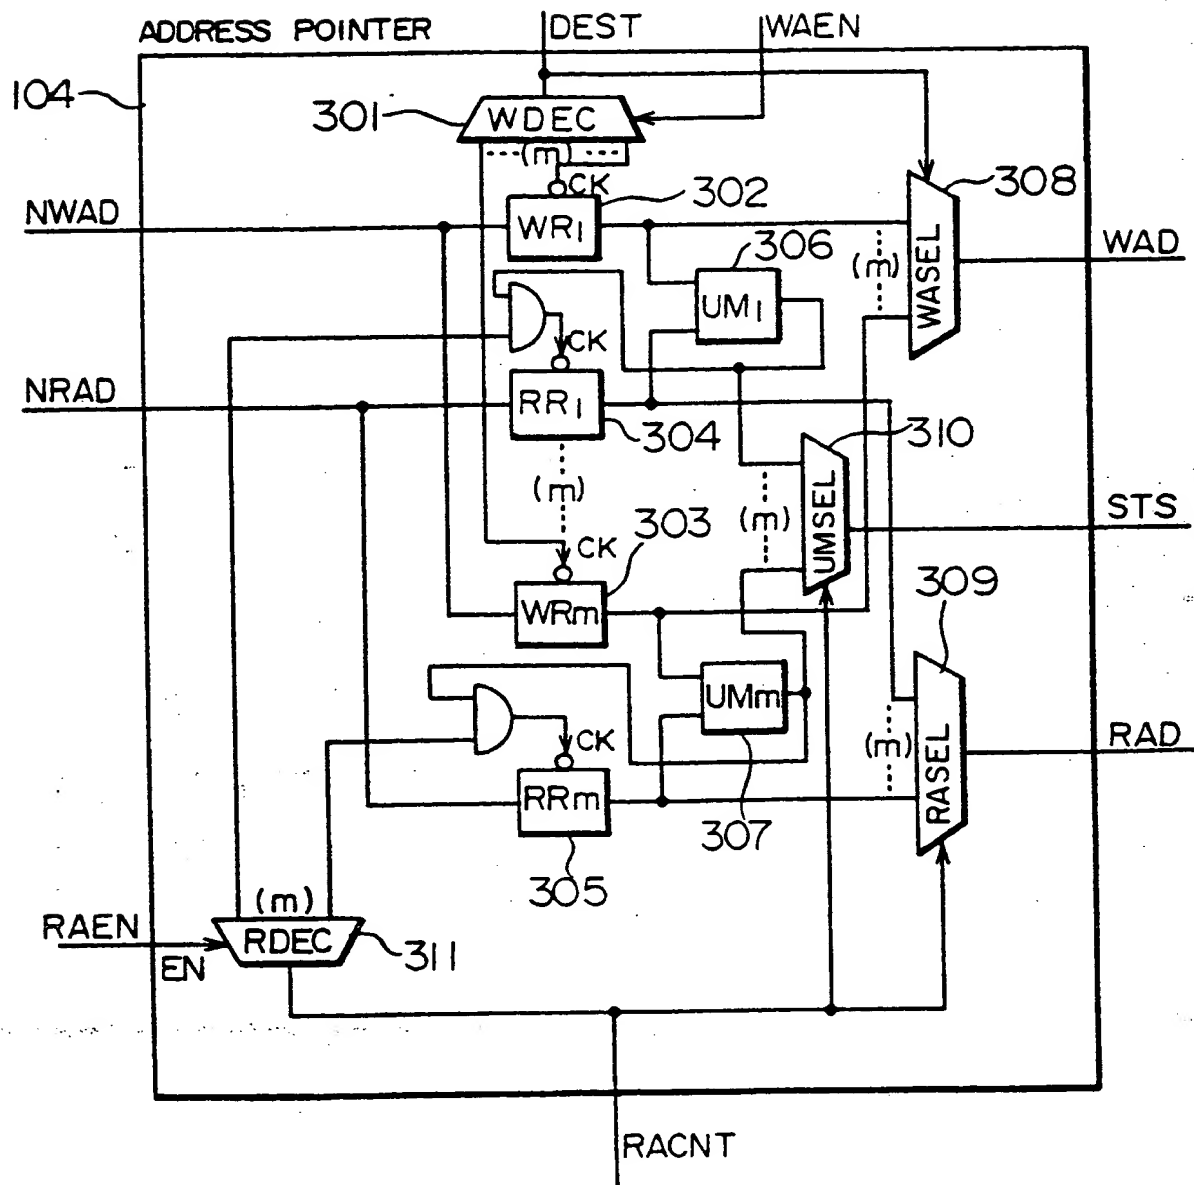 ADDRESS POINTER
DEST
WAEN
104
301
WDEC
(m)
CK
302
308
NWAD
WR1
306
(m)
WASEL
WAD
UM1
CK
NRAD
RR1
304
310
(m)
(m)
UMSEL
STS
303
CK
309
WRm
UMm
(m)
RASEL
RAD
CK
RRm
307
305
RAEN
(m)
EN
RDEC
311
RACNT